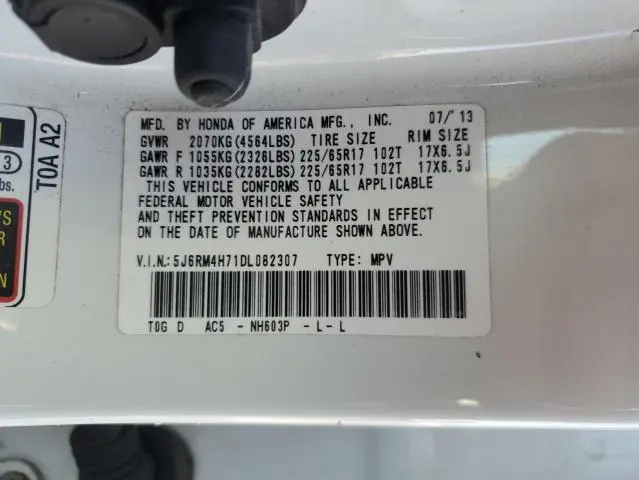 MFD. BY HONDA OF AMERICA MFG., INC. 07/'13
GVWR 2070KG(4564LBS) TIRE SIZE RIM SIZE
GAWR F 1055KG(2326LBS) 225/65R17 102T 17X6.5J
GAWR R 1035KG(2282LBS) 225/65R17 102T 17X6.5J
THIS VEHICLE CONFORMS TO ALL APPLICABLE
FEDERAL MOTOR VEHICLE SAFETY
AND THEFT PREVENTION STANDARDS IN EFFECT
ON THE DATE OF MANUFACTURE SHOWN ABOVE.
V.I.N.:5J6RM4H71DL082307 TYPE: MPV
T0G D AC5 - NH603P - L- L
T0A A2
3
bs.
'S
R